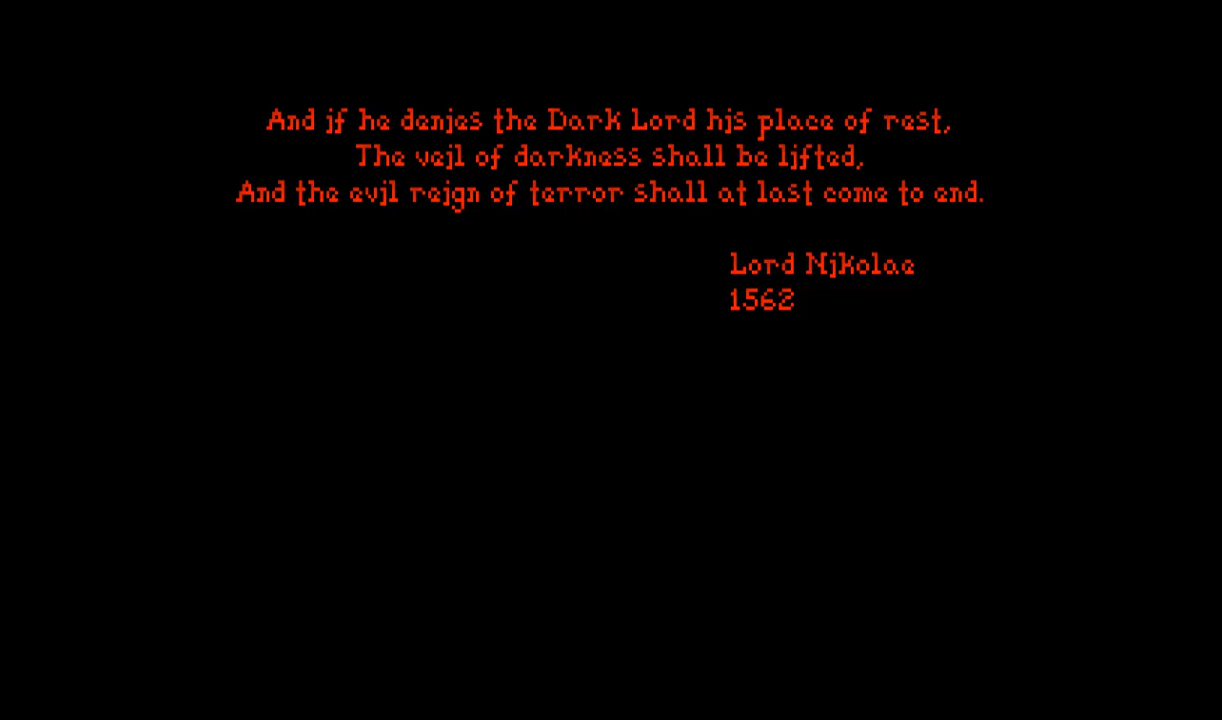 And if he denies the Dark Lord his place of rest,
The veil of darkness shall be lifted,
And the evil reign of terror shall at last come to end.
Lord Nikolae
1562